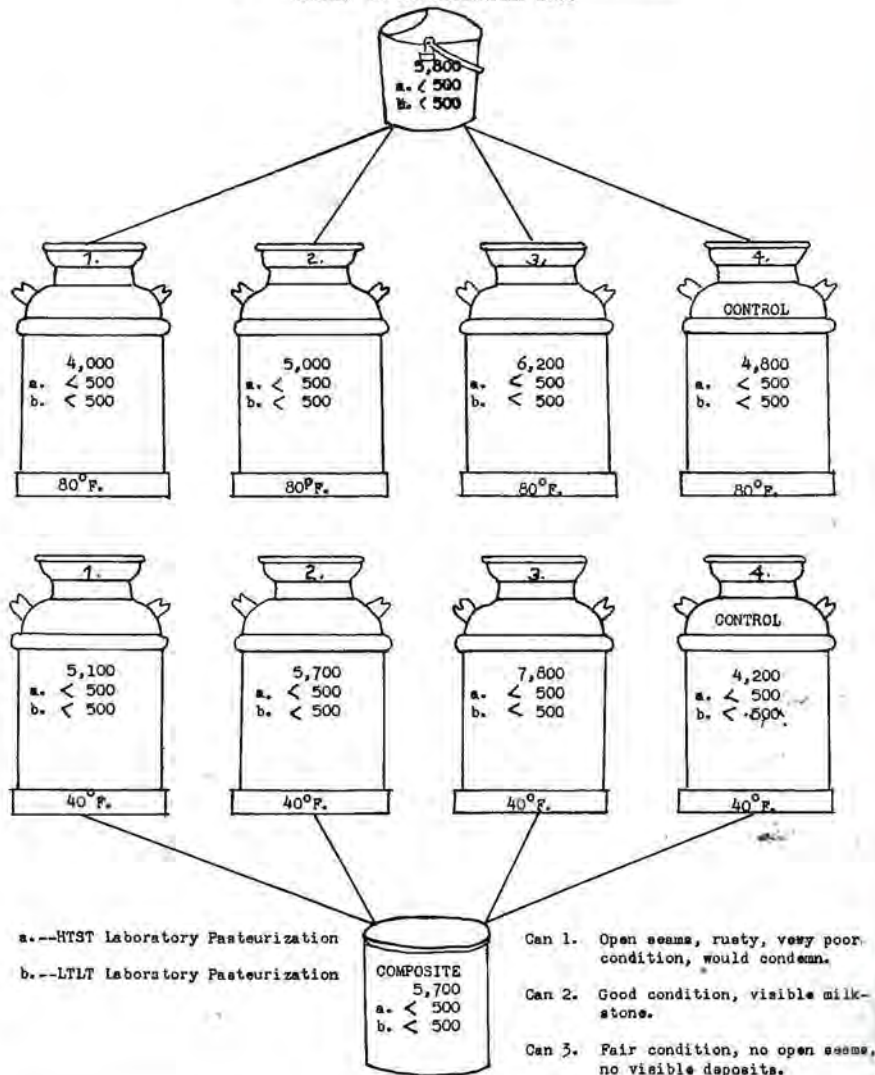 5,800
a. < 500
b. < 500
1. 2. 3. 4.
CONTROL
4,000 5,000 6,200 4,800
a. < 500 a. < 500 a. < 500 a. < 500
b. < 500 b. < 500 b. < 500 b. < 500
80°F. 80°F. 80°F. 80°F.
1. 2. 3. 4.
CONTROL
5,100 5,700 7,800 4,200
a. < 500 a. < 500 a. < 500 a. < 500
b. < 500 b. < 500 b. < 500 b. < 500
40°F. 40°F. 40°F. 40°F.
a.--HTST Laboratory Pasteurization
b.--LTLT Laboratory Pasteurization
COMPOSITE
5,700
a. < 500
b. < 500
Can 1. Open seams, rusty, very poor
condition, would condemn.
Can 2. Good condition, visible milk-
stone.
Can 3. Fair condition, no open seams,
no visible deposits.